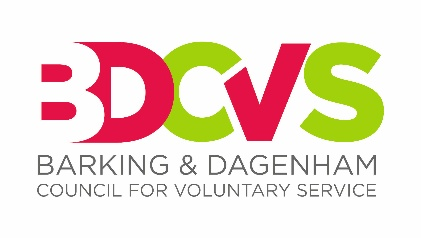 BDCVS
BARKING & DAGENHAM
COUNCIL FOR VOLUNTARY SERVICE